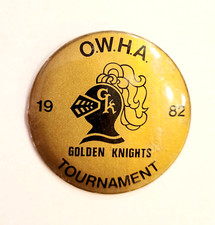 O.W.H.A.
GK
19 82
GOLDEN KNIGHTS
TOURNAMENT